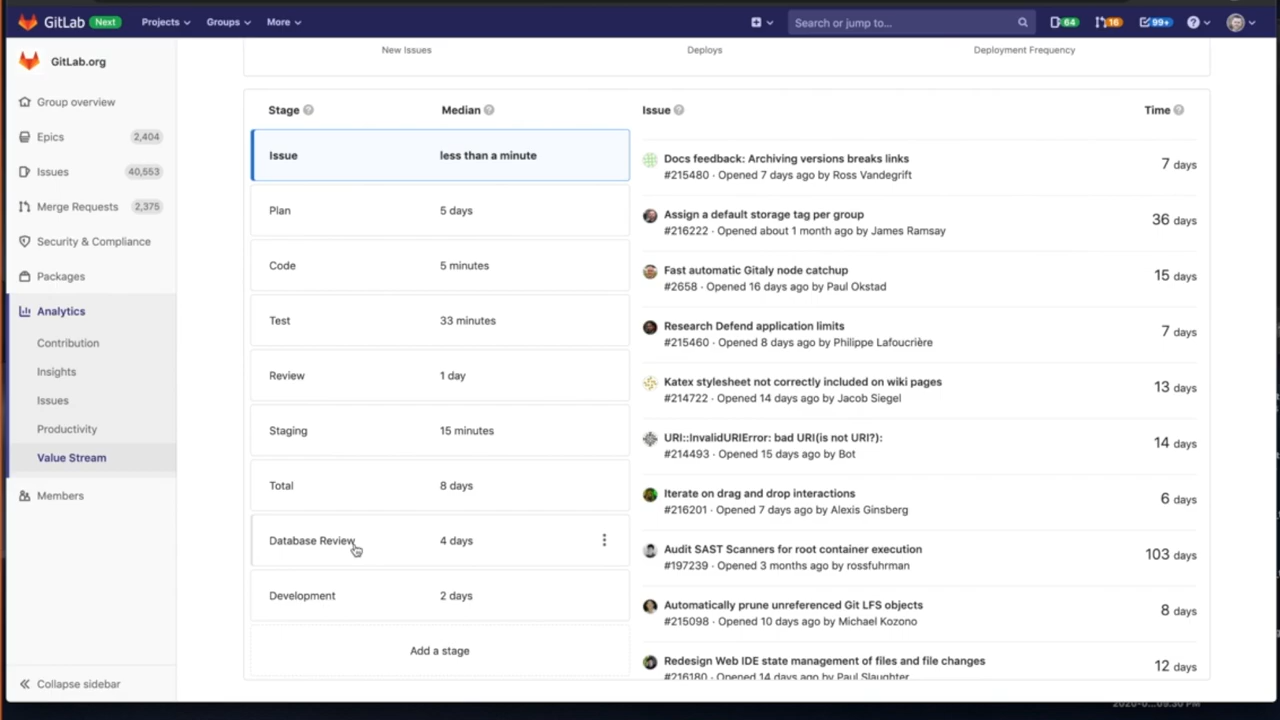 GitLab Next Projects Groups More Search or jump to... 64 16 99+
GitLab.org
Group overview
Epics 2,404
Issues 40,553
Merge Requests 2,375
Security & Compliance
Packages
Analytics
Contribution
Insights
Issues
Productivity
Value Stream
Members
Collapse sidebar
New Issues Deploys Deployment Frequency
Stage Median
Issue less than a minute
Plan 5 days
Code 5 minutes
Test 33 minutes
Review 1 day
Staging 15 minutes
Total 8 days
Database Review 4 days
Development 2 days
Add a stage
Issue Time
Docs feedback: Archiving versions breaks links
#215480 · Opened 7 days ago by Ross Vandegrift
7 days
Assign a default storage tag per group
#216222 · Opened about 1 month ago by James Ramsay
36 days
Fast automatic Gitaly node catchup
#2658 · Opened 16 days ago by Paul Okstad
15 days
Research Defend application limits
#215460 · Opened 8 days ago by Philippe Lafoucrière
7 days
Katex stylesheet not correctly included on wiki pages
#214722 · Opened 14 days ago by Jacob Siegel
13 days
URI::InvalidURIError: bad URI(is not URI?):
#214493 · Opened 15 days ago by Bot
14 days
Iterate on drag and drop interactions
#216201 · Opened 7 days ago by Alexis Ginsberg
6 days
Audit SAST Scanners for root container execution
#197239 · Opened 3 months ago by rossfuhrman
103 days
Automatically prune unreferenced Git LFS objects
#215098 · Opened 10 days ago by Michael Kozono
8 days
Redesign Web IDE state management of files and file changes
#216180 · Opened 14 days ago by Paul Slaughter
12 days